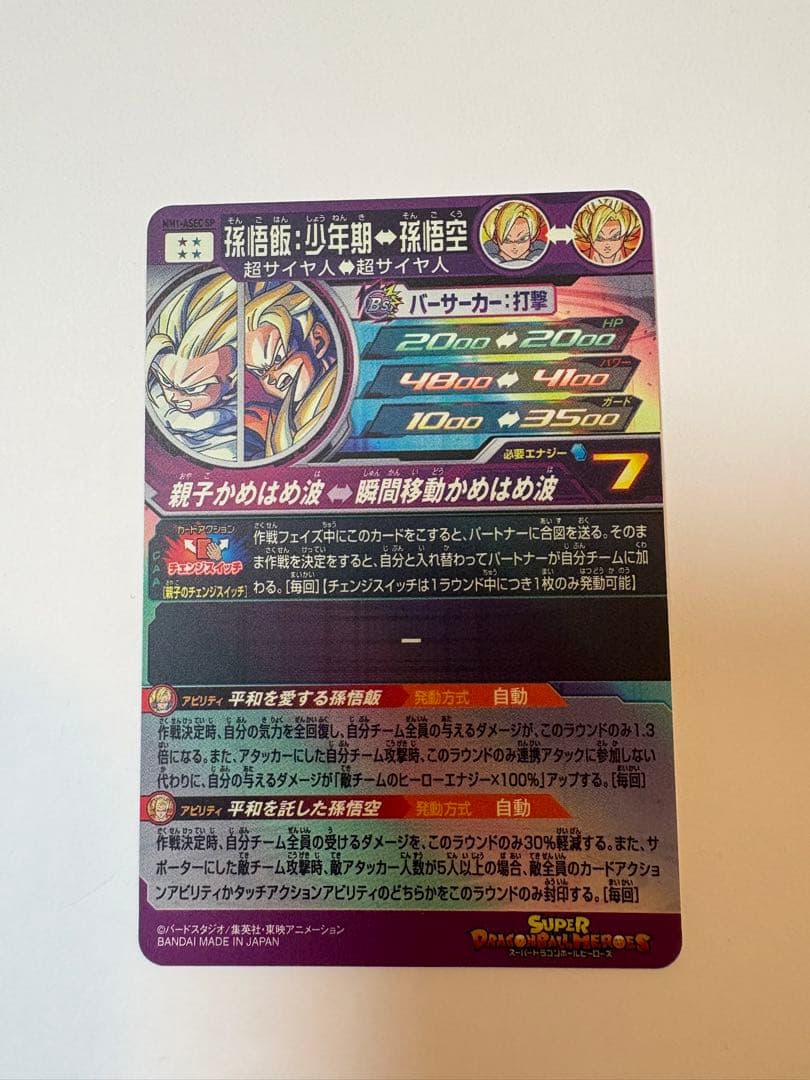 MM1-ASEC SP
孫悟飯:少年期⇔孫悟空
超サイヤ人⇔超サイヤ人
Bs バーサーカー:打撃
HP
2000 ⇔ 2000
パワー
4800 ⇔ 4100
ガード
1000 ⇔ 3500
必要エナジー 7
親子かめはめ波⇔瞬間移動かめはめ波
CAA
カードアクション
チェンジスイッチ
[親子のチェンジスイッチ]
作戦フェイズ中にこのカードをこすると、パートナーに合図を送る。そのま
ま作戦を決定をすると、自分と入れ替わってパートナーが自分チームに加
わる。[毎回]【チェンジスイッチは1ラウンド中につき1枚のみ発動可能】
ー
アビリティ 平和を愛する孫悟飯 発動方式 自動
作戦決定時、自分の気力を全回復し、自分チーム全員の与えるダメージが、このラウンドのみ1.3
倍になる。また、アタッカーにした自分チーム攻撃時、このラウンドのみ連携アタックに参加しない
代わりに、自分の与えるダメージが「敵チームのヒーローエナジー×100%」アップする。[毎回]
アビリティ 平和を託した孫悟空 発動方式 自動
作戦決定時、自分チーム全員の受けるダメージを、このラウンドのみ30%軽減する。また、サ
ポーターにした敵チーム攻撃時、敵アタッカー人数が5人以上の場合、敵全員のカードアクショ
ンアビリティかタッチアクションアビリティのどちらかをこのラウンドのみ封印する。[毎回]
©バードスタジオ/集英社・東映アニメーション
BANDAI MADE IN JAPAN
SUPER
DRAGONBALL HEROES
スーパードラゴンボールヒーローズ